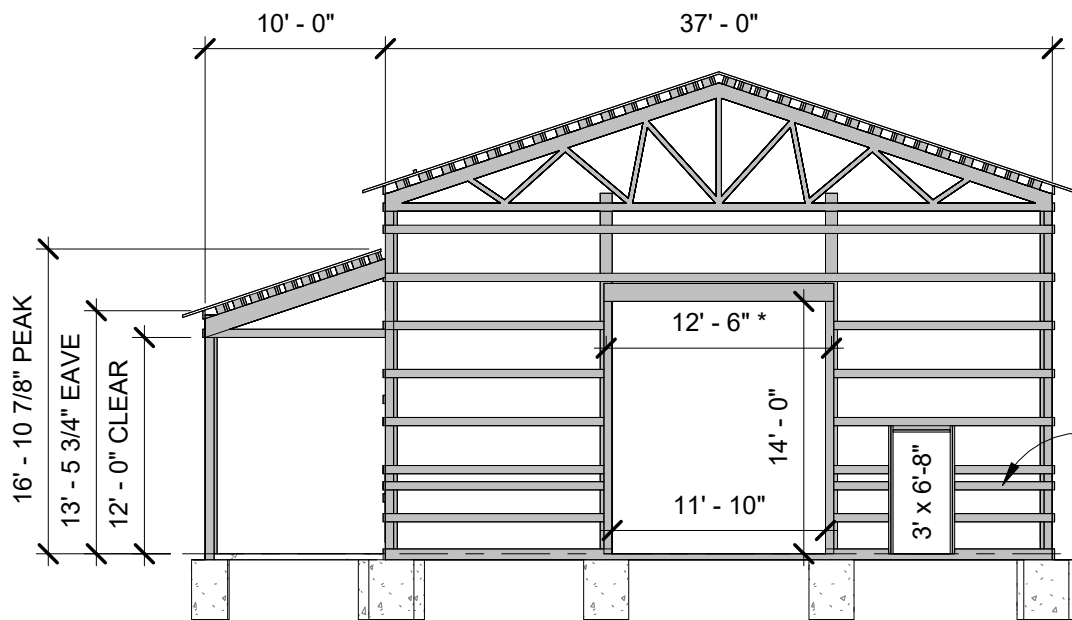 10' - 0"
37' - 0"
16' - 10 7/8" PEAK
13' - 5 3/4" EAVE
12' - 0" CLEAR
12' - 6" *
14' - 0"
11' - 10"
3' x 6'-8"